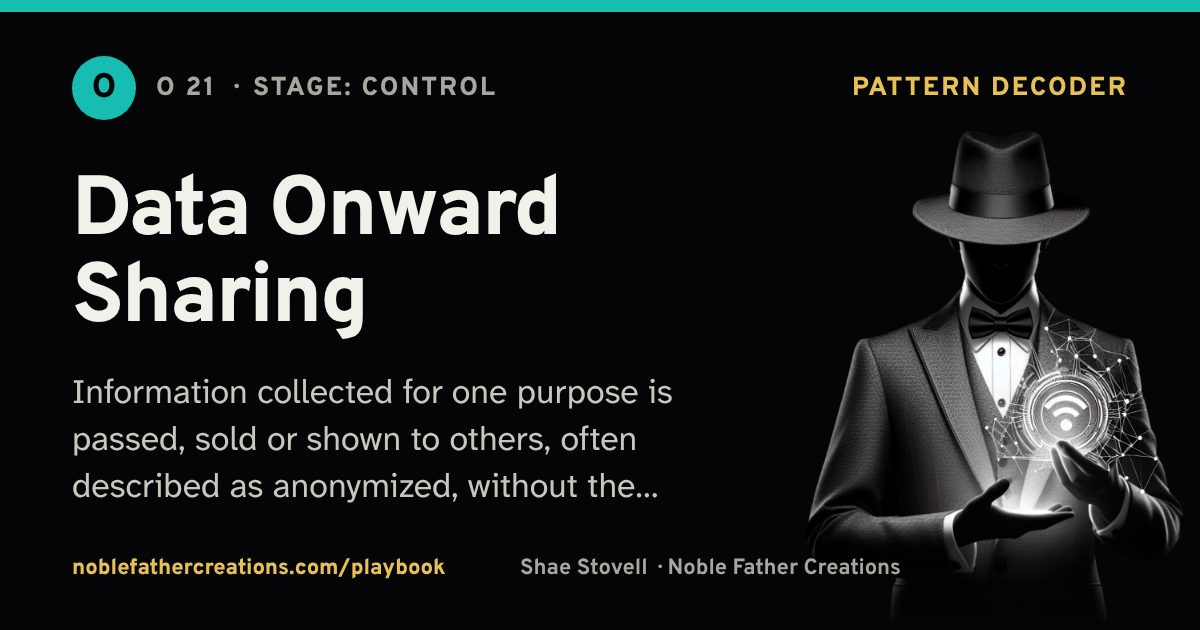 O
O 21 · STAGE: CONTROL
PATTERN DECODER
Data Onward
Sharing
Information collected for one purpose is
passed, sold or shown to others, often
described as anonymized, without the...
noblefathercreations.com/playbook
Shae Stovell · Noble Father Creations